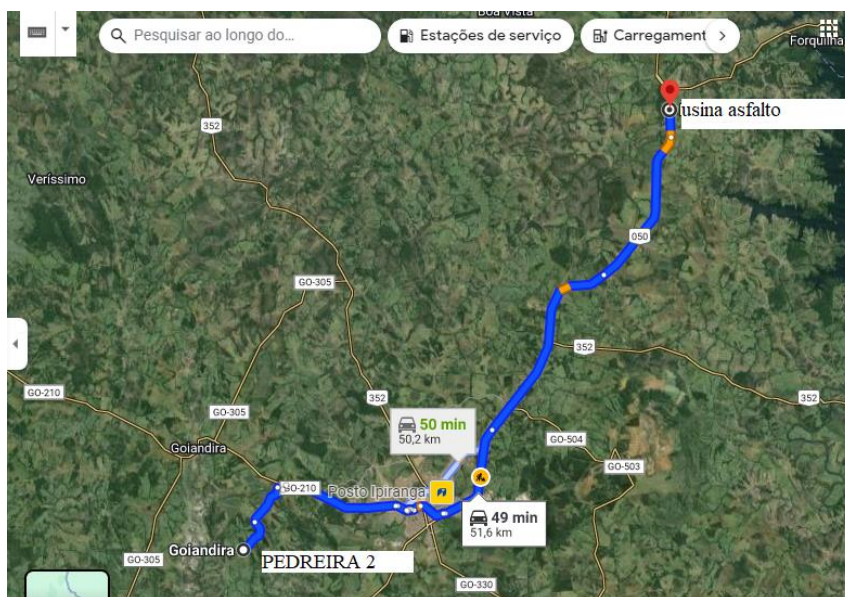 Boa Vista
Pesquisar ao longo do...
Estações de serviço
Carregament
Forquilha
usina asfalto
352
Veríssimo
050
GO-305
352
GO-210
GO-305
352
352
50 min
50,2 km
GO-504
Goiandira
GO-503
GO-210
Posto Ipiranga
49 min
51,6 km
Goiandira
GO-305
PEDREIRA 2
GO-330